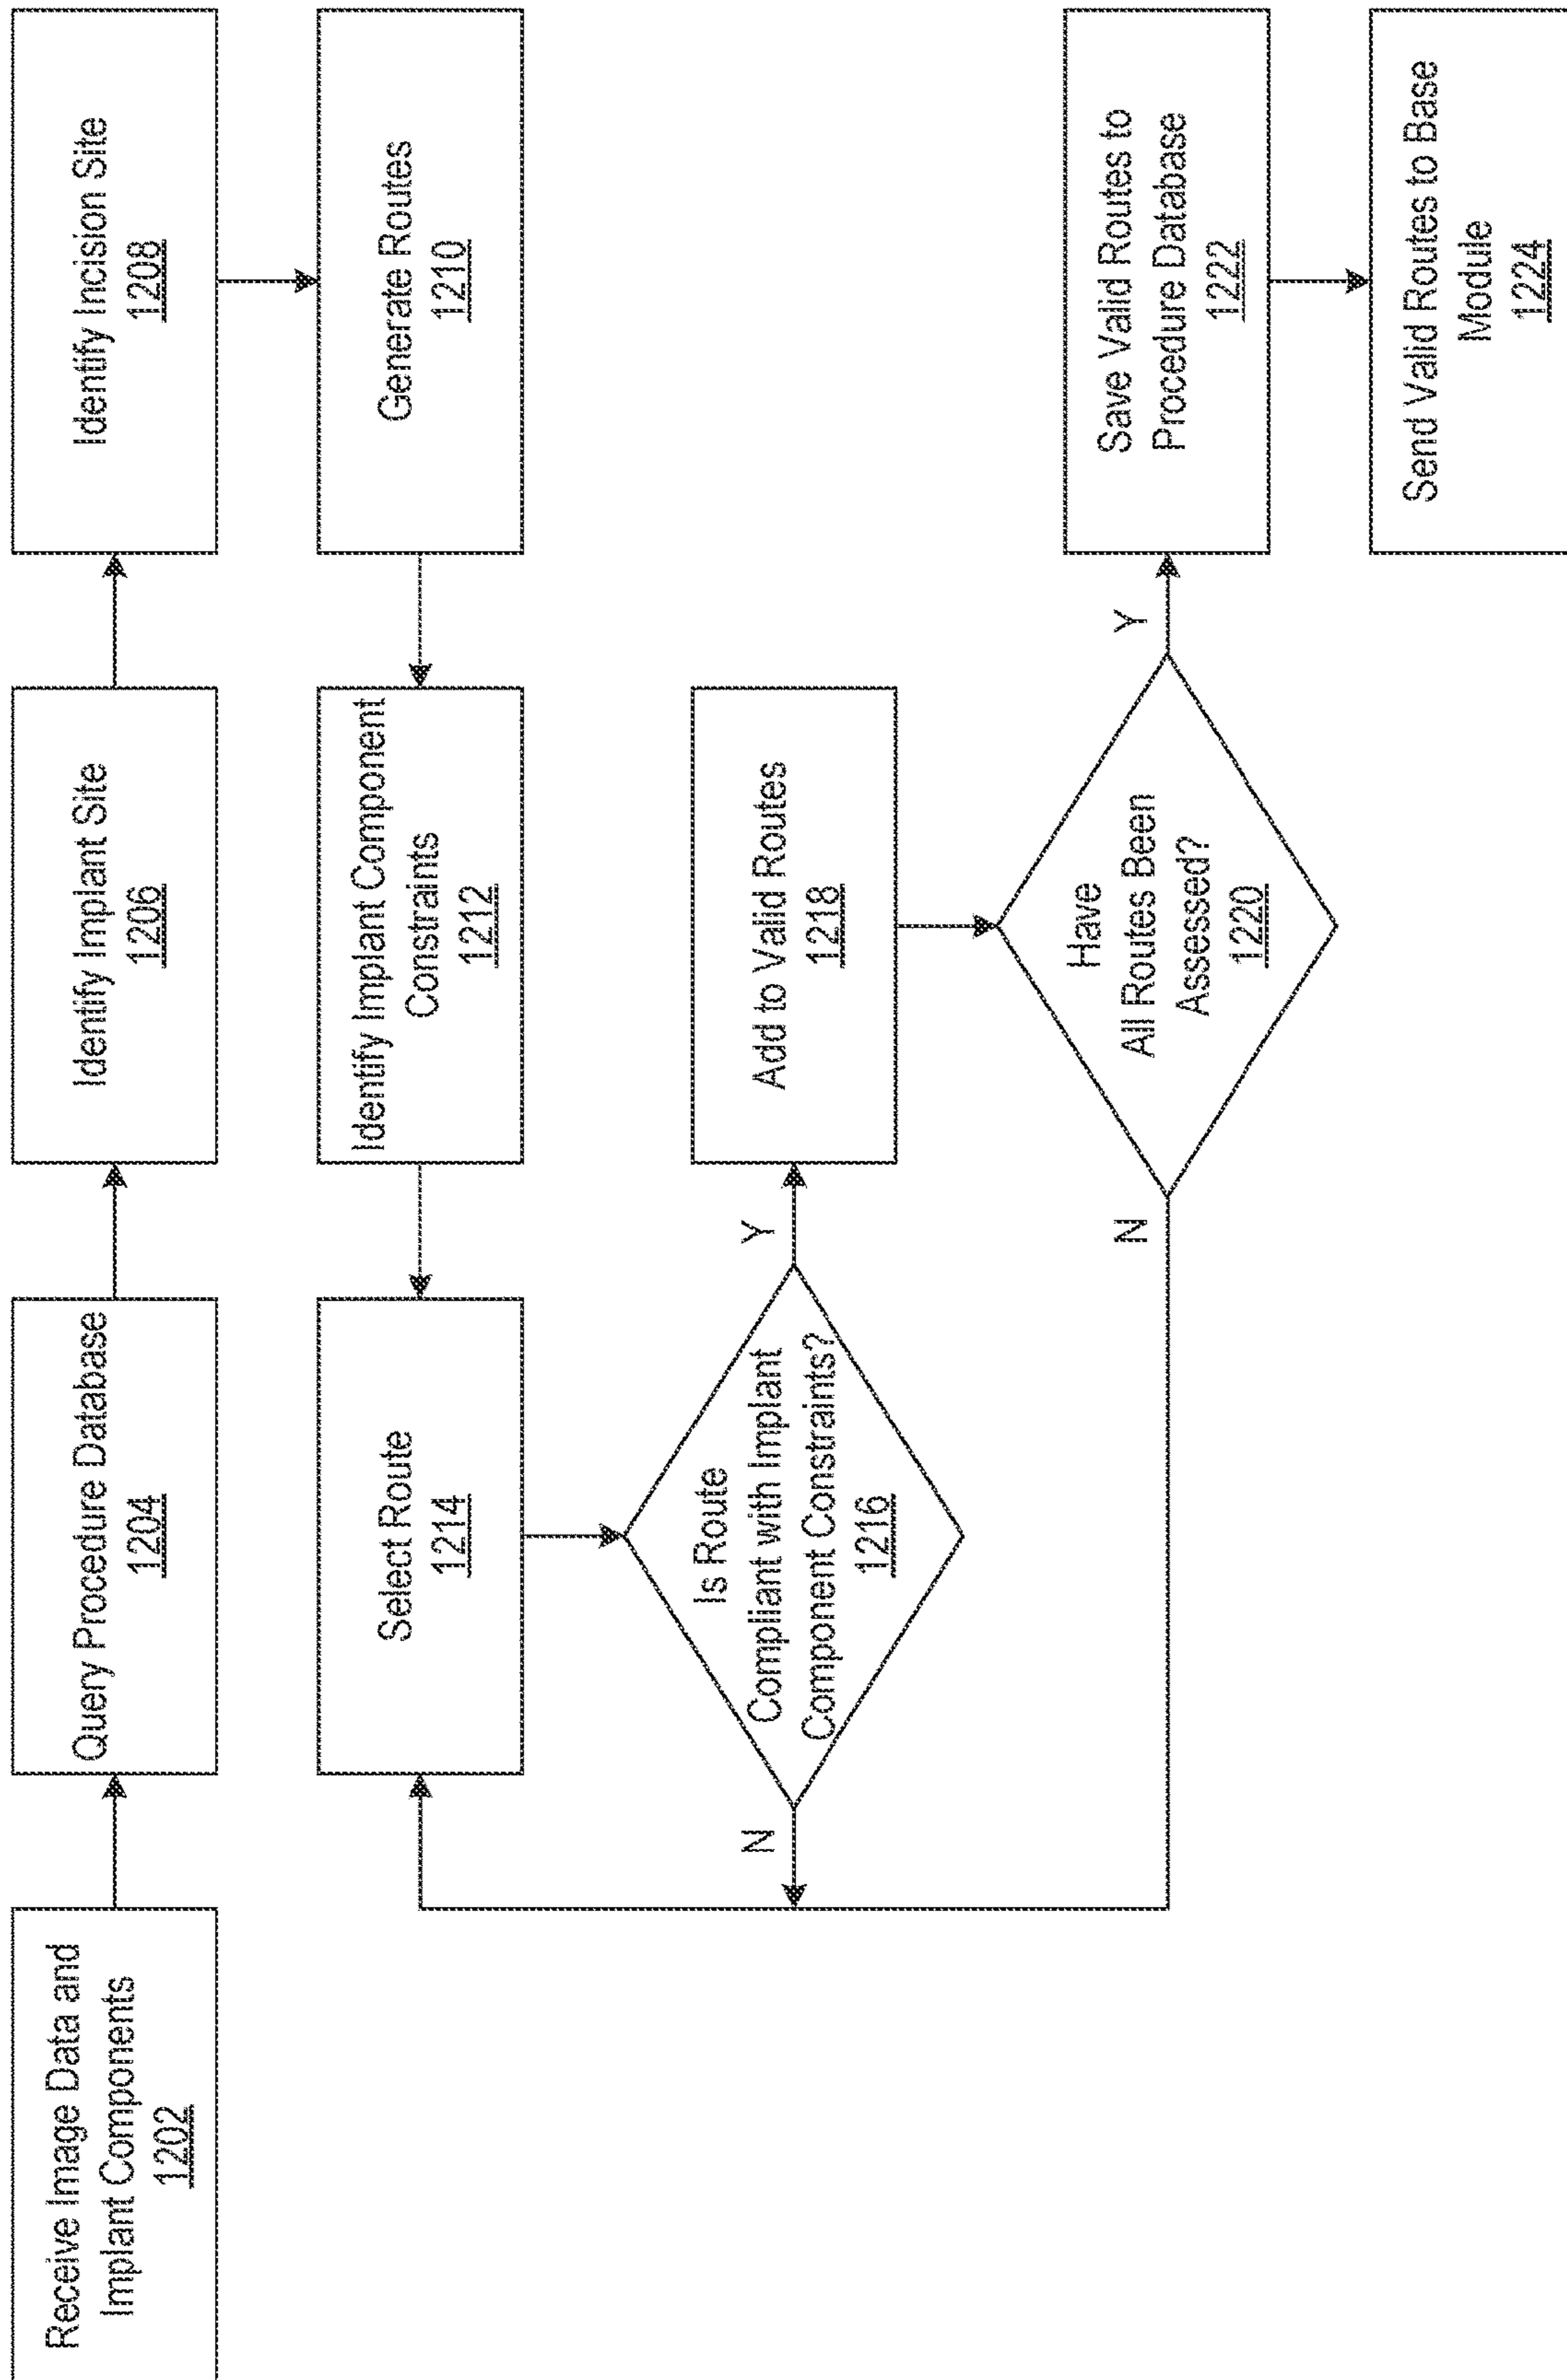 Receive Image Data and
Implant Components
1202
Query Procedure Database
1204
Identify Implant Site
1206
Identify Incision Site
1208
Generate Routes
1210
Identify Implant Component
Constraints
1212
Select Route
1214
Is Route
Compliant with Implant
Component Constraints?
1216
N
Y
Add to Valid Routes
1218
Have
All Routes Been
Assessed?
1220
N
Y
Save Valid Routes to
Procedure Database
1222
Send Valid Routes to Base
Module
1224